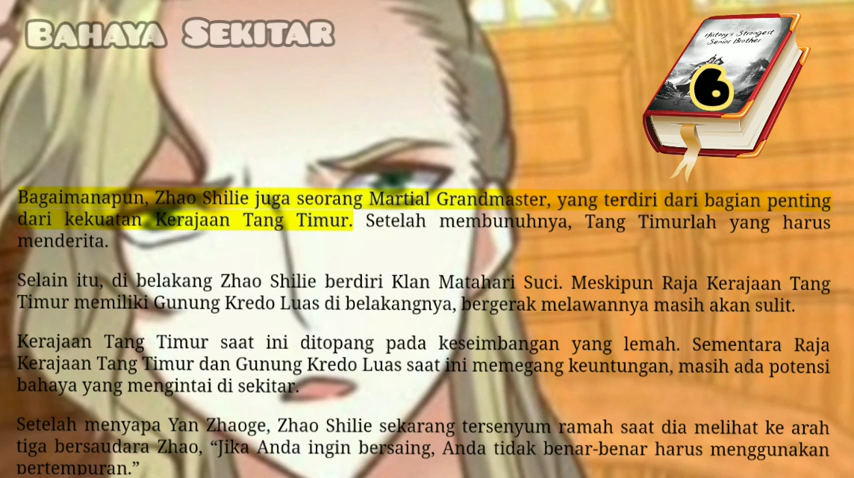 Bahaya Sekitar
History's Strongest
Senior Brother
6
Bagaimanapun, Zhao Shilie juga seorang Martial Grandmaster, yang terdiri dari bagian penting
dari kekuatan Kerajaan Tang Timur. Setelah membunuhnya, Tang Timurlah yang harus
menderita.
Selain itu, di belakang Zhao Shilie berdiri Klan Matahari Suci. Meskipun Raja Kerajaan Tang
Timur memiliki Gunung Kredo Luas di belakangnya, bergerak melawannya masih akan sulit.
Kerajaan Tang Timur saat ini ditopang pada keseimbangan yang lemah. Sementara Raja
Kerajaan Tang Timur dan Gunung Kredo Luas saat ini memegang keuntungan, masih ada potensi
bahaya yang mengintai di sekitar.
Setelah menyapa Yan Zhaoge, Zhao Shilie sekarang tersenyum ramah saat dia melihat ke arah
tiga bersaudara Zhao, “Jika Anda ingin bersaing, Anda tidak benar-benar harus menggunakan
pertempuran.”